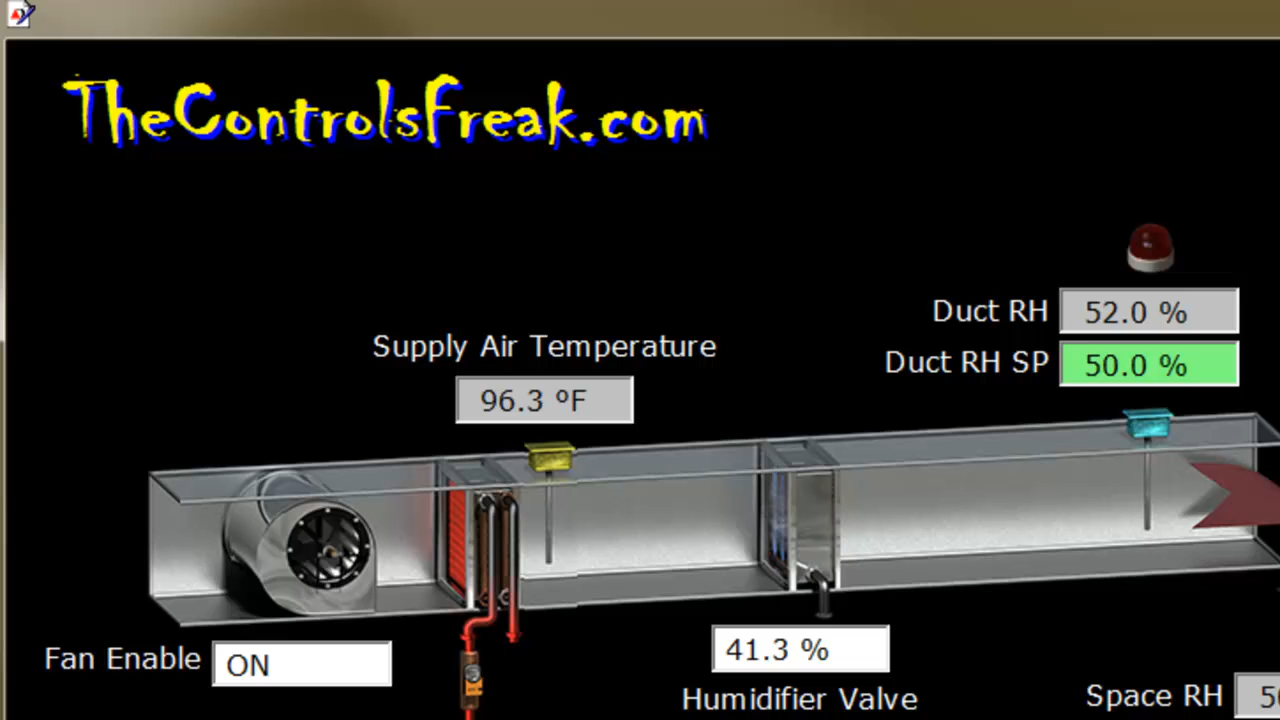 TheControlsFreak.com
Duct RH 52.0 %
Supply Air Temperature
Duct RH SP 50.0 %
96.3 ºF
Fan Enable ON
41.3 %
Humidifier Valve
Space RH